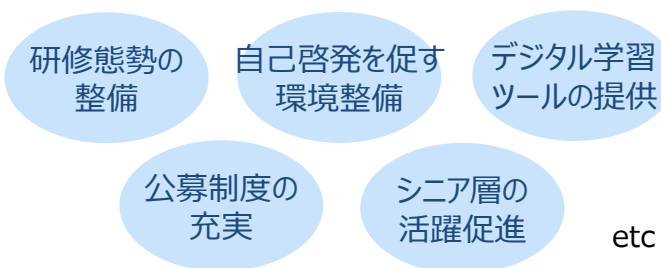 研修態勢の
整備
自己啓発を促す
環境整備
デジタル学習
ツールの提供
公募制度の
充実
シニア層の
活躍促進
etc